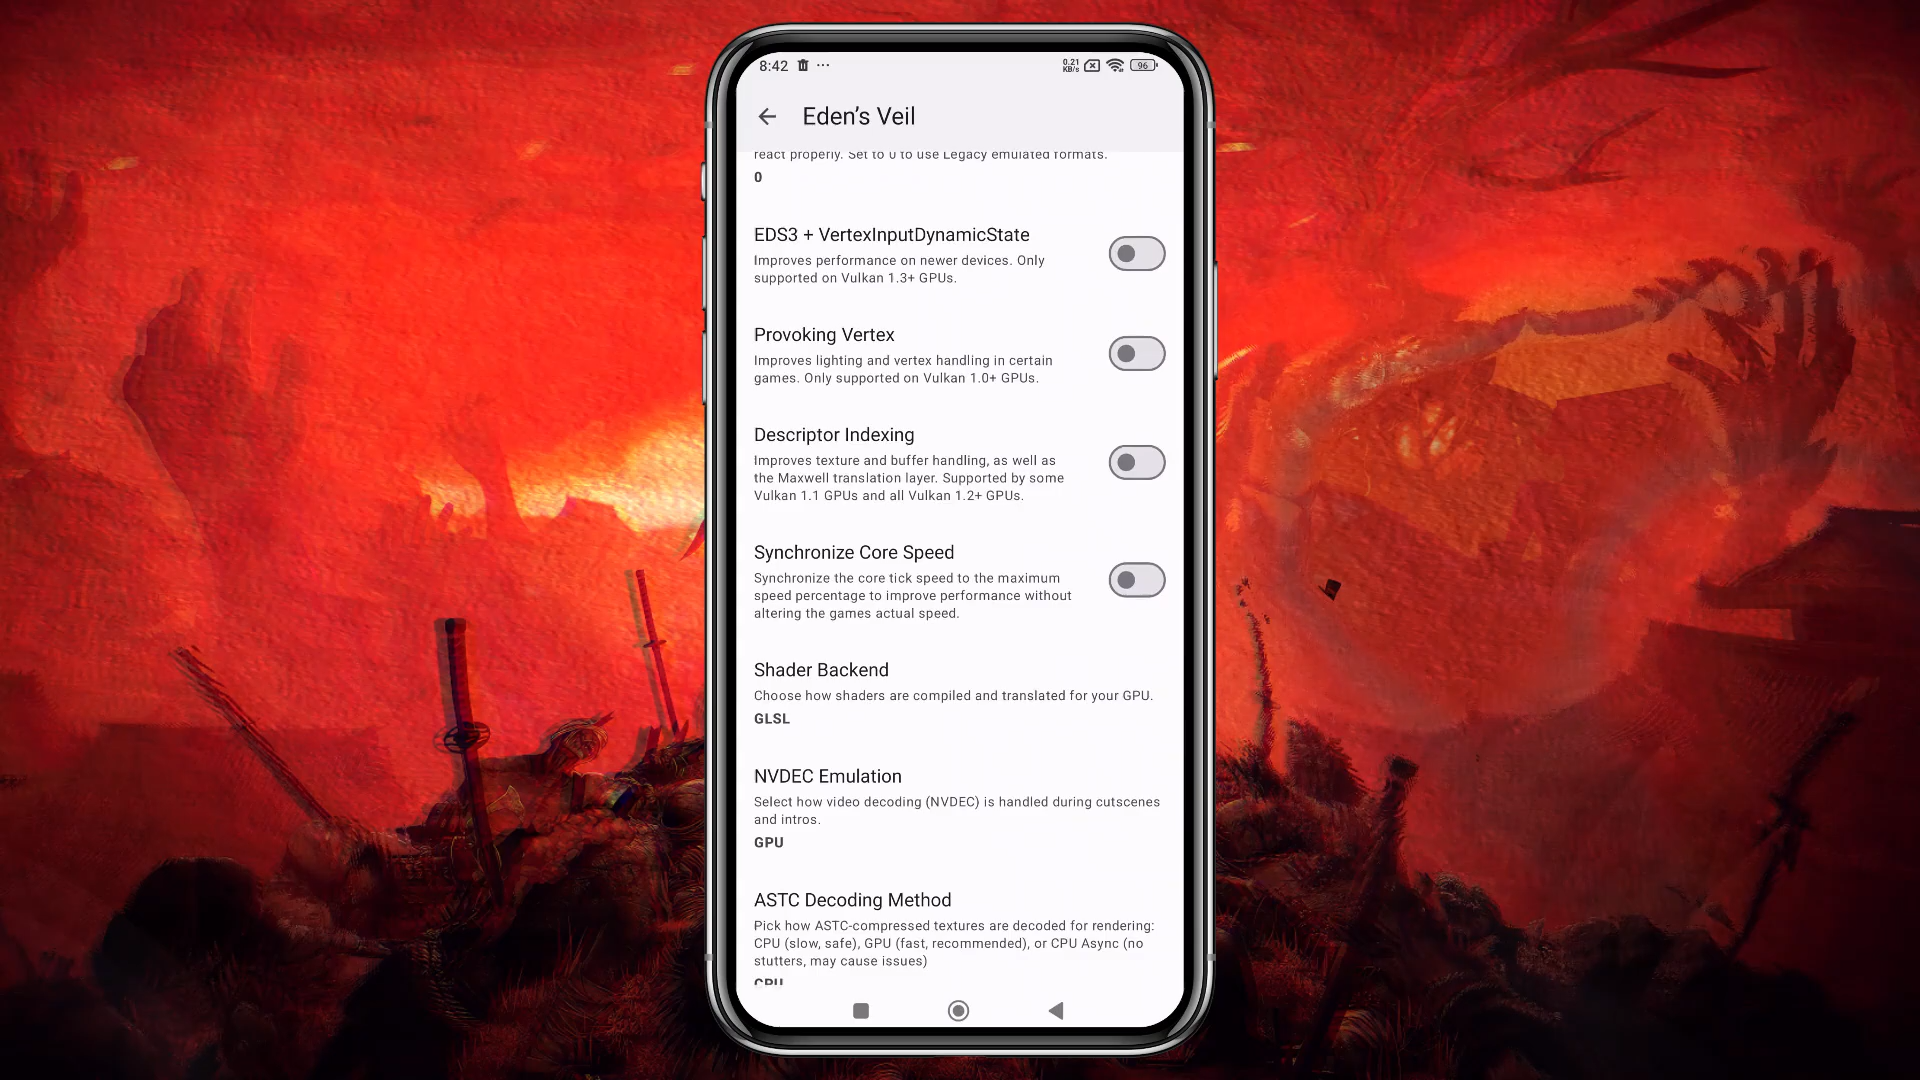 8:42 ...
0.21
KB/s
96
Eden’s Veil
react properly. Set to 0 to use Legacy emulated formats.
0
EDS3 + VertexInputDynamicState
Improves performance on newer devices. Only
supported on Vulkan 1.3+ GPUs.
Provoking Vertex
Improves lighting and vertex handling in certain
games. Only supported on Vulkan 1.0+ GPUs.
Descriptor Indexing
Improves texture and buffer handling, as well as
the Maxwell translation layer. Supported by some
Vulkan 1.1 GPUs and all Vulkan 1.2+ GPUs.
Synchronize Core Speed
Synchronize the core tick speed to the maximum
speed percentage to improve performance without
altering the games actual speed.
Shader Backend
Choose how shaders are compiled and translated for your GPU.
GLSL
NVDEC Emulation
Select how video decoding (NVDEC) is handled during cutscenes
and intros.
GPU
ASTC Decoding Method
Pick how ASTC-compressed textures are decoded for rendering:
CPU (slow, safe), GPU (fast, recommended), or CPU Async (no
stutters, may cause issues)